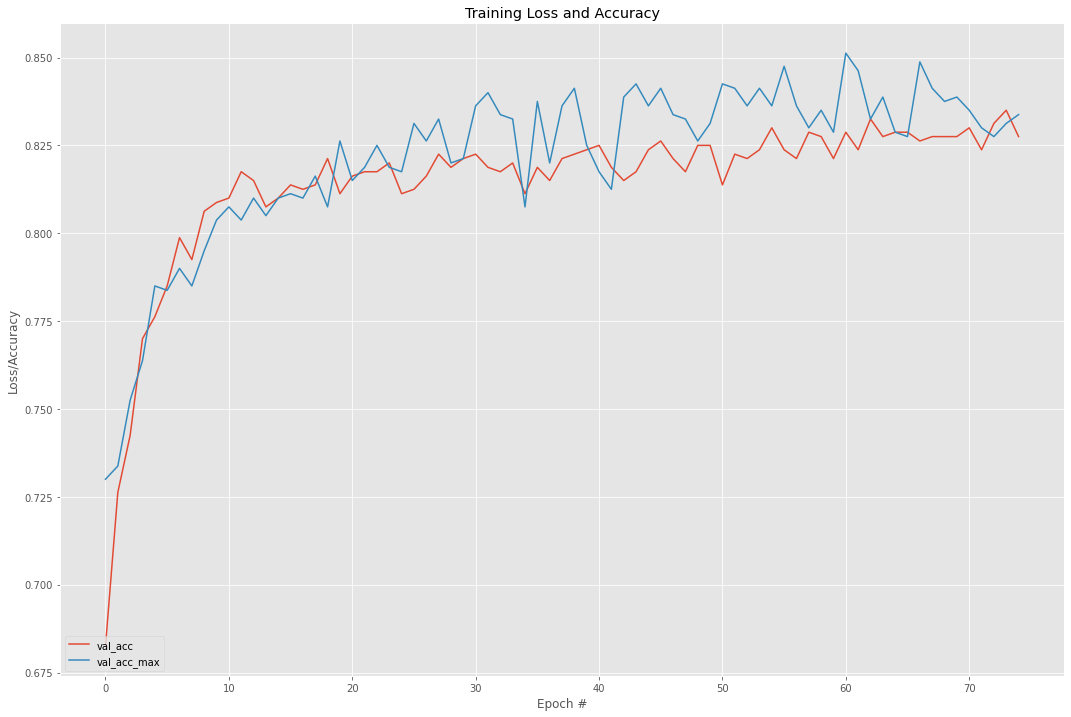 Training Loss and Accuracy
Loss/Accuracy
0.850
0.825
0.800
0.775
0.750
0.725
0.700
0.675
val_acc
val_acc_max
0 10 20 30 40 50 60 70
Epoch #